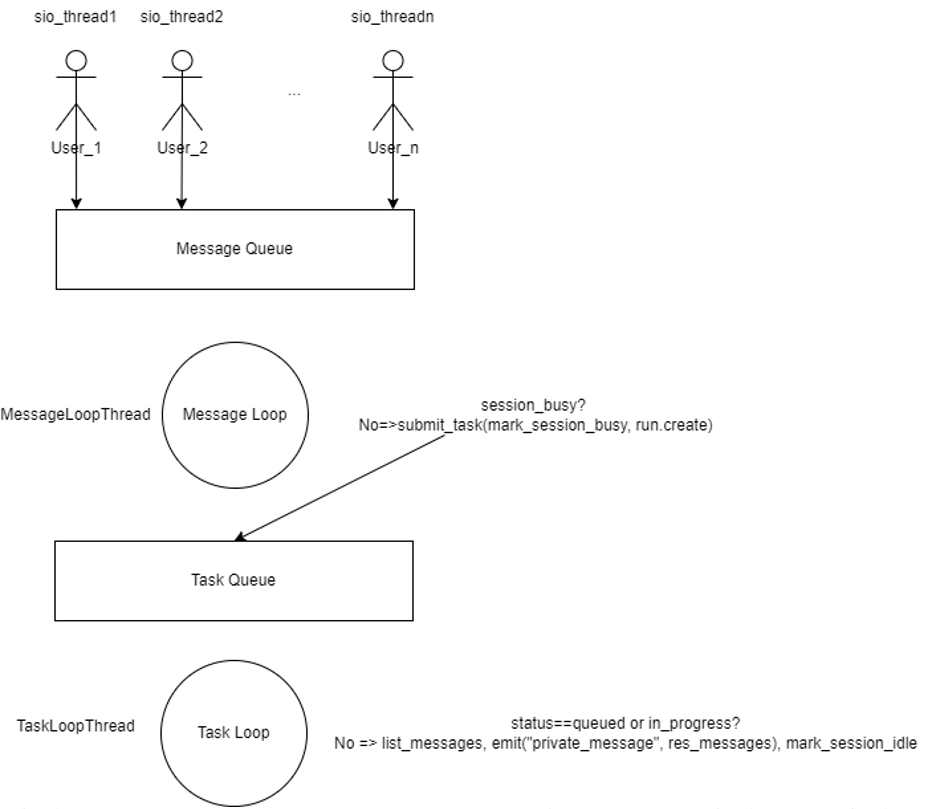 sio_thread1 sio_thread2 sio_threadn
...
User_1 User_2 User_n
Message Queue
MessageLoopThread
Message Loop
session_busy?
No=>submit_task(mark_session_busy, run.create)
Task Queue
TaskLoopThread
Task Loop
status==queued or in_progress?
No => list_messages, emit("private_message", res_messages), mark_session_idle